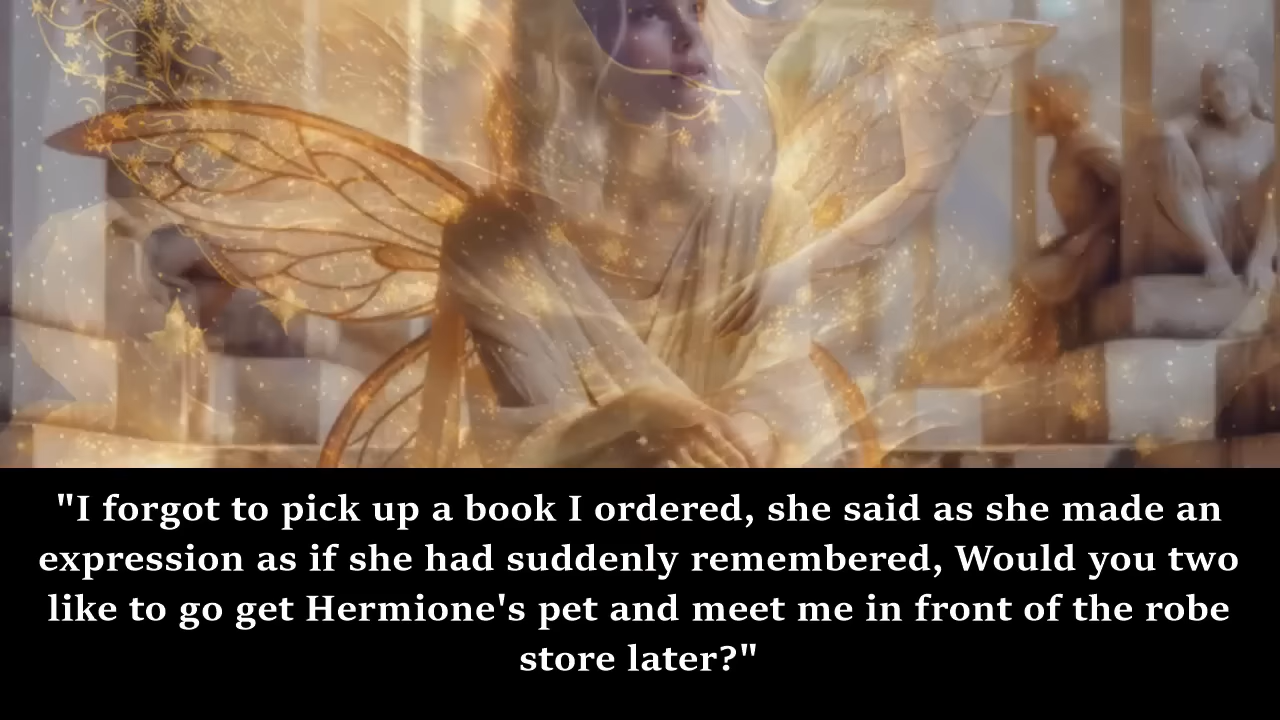 "I forgot to pick up a book I ordered, she said as she made an
expression as if she had suddenly remembered, Would you two
like to go get Hermione's pet and meet me in front of the robe
store later?"